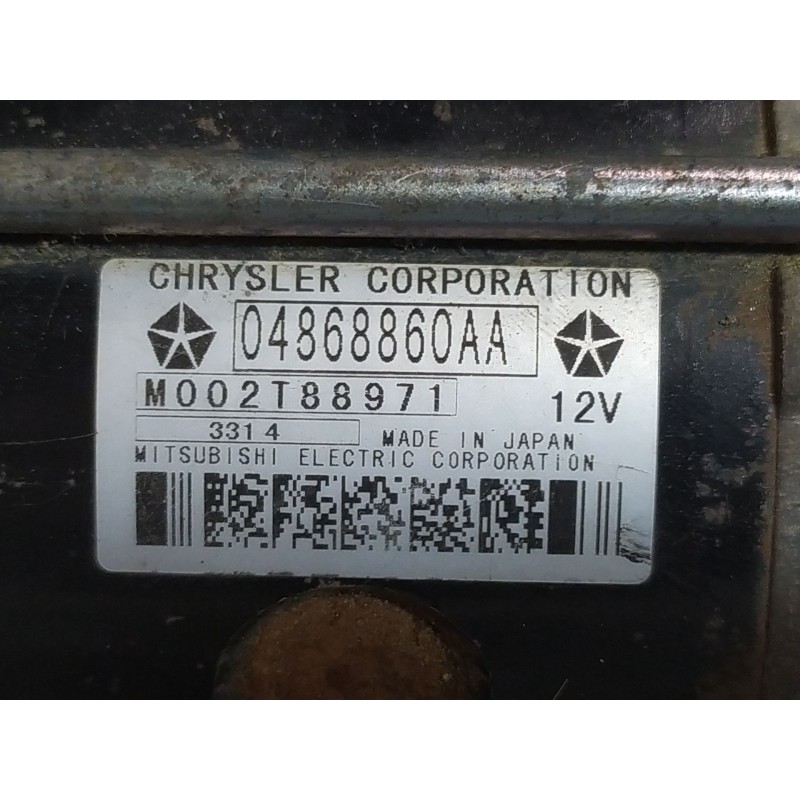 CHRYSLER CORPORATION
04868860AA
M002T88971 12V
3314 MADE IN JAPAN
MITSUBISHI ELECTRIC CORPORATION